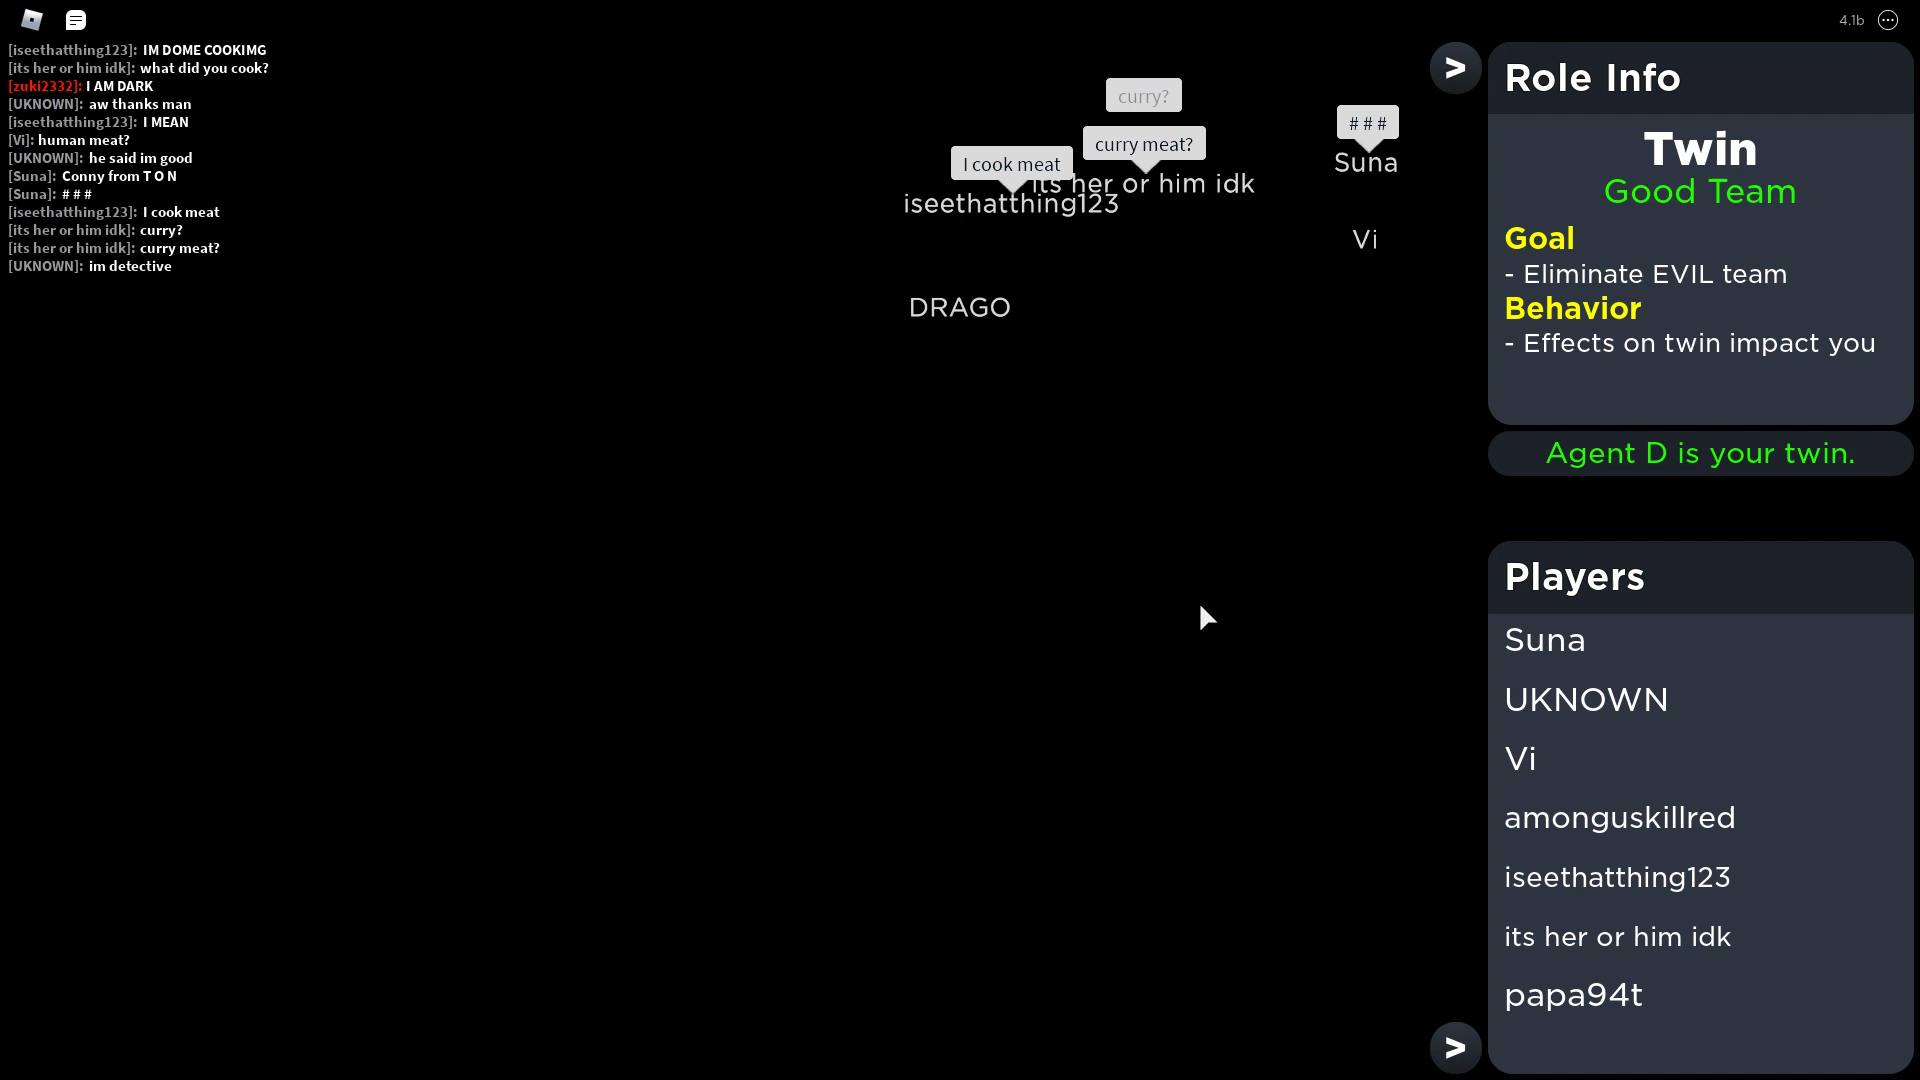 4.1b
[iseethatthing123]: IM DOME COOKIMG
[its her or him idk]: what did you cook?
[zuki2332]: I AM DARK
[UKNOWN]: aw thanks man
[iseethatthing123]: I MEAN
[Vi]: human meat?
[UKNOWN]: he said im good
[Suna]: Conny from T O N
[Suna]: # # #
[iseethatthing123]: I cook meat
[its her or him idk]: curry?
[its her or him idk]: curry meat?
[UKNOWN]: im detective
curry?
curry meat?
its her or him idk
I cook meat
iseethatthing123
# # #
Suna
Vi
DRAGO
>
Role Info
Twin
Good Team
Goal
- Eliminate EVIL team
Behavior
- Effects on twin impact you
Agent D is your twin.
Players
Suna
UKNOWN
Vi
amonguskillred
iseethatthing123
its her or him idk
papa94t
>